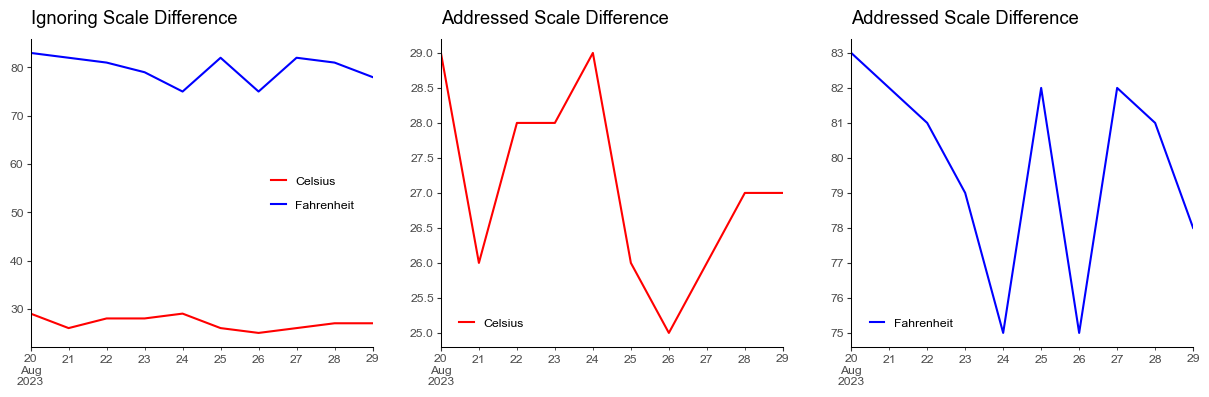 Ignoring Scale Difference
80
70
60
50
40
30
Celsius
Fahrenheit
20 21 22 23 24 25 26 27 28 29
Aug
2023
Addressed Scale Difference
29.0
28.5
28.0
27.5
27.0
26.5
26.0
25.5
25.0
Celsius
20 21 22 23 24 25 26 27 28 29
Aug
2023
Addressed Scale Difference
83
82
81
80
79
78
77
76
75
Fahrenheit
20 21 22 23 24 25 26 27 28 29
Aug
2023